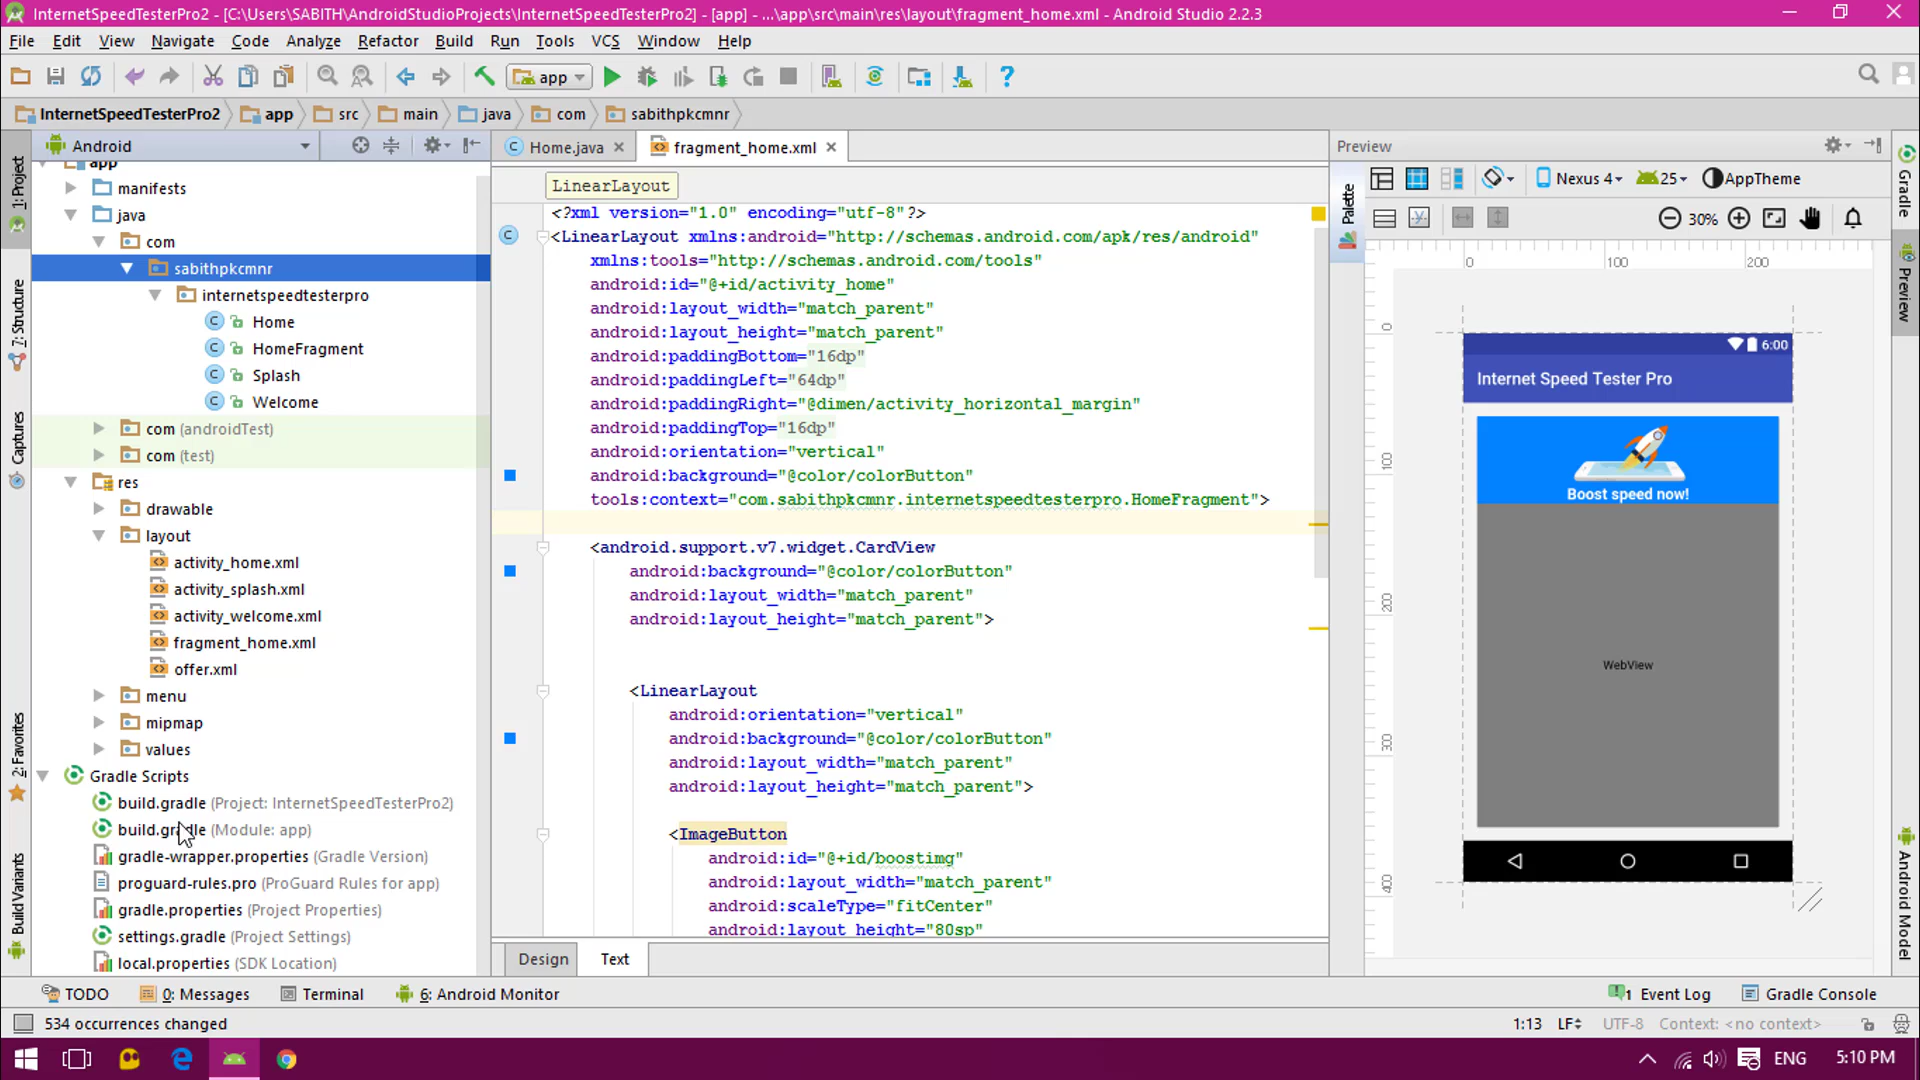 InternetSpeedTesterPro2 - [C:\Users\SABITH\AndroidStudioProjects\InternetSpeedTesterPro2] - [app] - ...\app\src\main\res\layout\fragment_home.xml - Android Studio 2.2.3
File Edit View Navigate Code Analyze Refactor Build Run Tools VCS Window Help
app
InternetSpeedTesterPro2 app src main java com sabithpkcmnr
1: Project
7: Structure
Captures
2: Favorites
Build Variants
Android
app
manifests
java
com
sabithpkcmnr
internetspeedtesterpro
Home
HomeFragment
Splash
Welcome
com (androidTest)
com (test)
res
drawable
layout
activity_home.xml
activity_splash.xml
activity_welcome.xml
fragment_home.xml
offer.xml
menu
mipmap
values
Gradle Scripts
build.gradle (Project: InternetSpeedTesterPro2)
build.gradle (Module: app)
gradle-wrapper.properties (Gradle Version)
proguard-rules.pro (ProGuard Rules for app)
gradle.properties (Project Properties)
settings.gradle (Project Settings)
local.properties (SDK Location)
Home.java fragment_home.xml
LinearLayout
<?xml version="1.0" encoding="utf-8"?>
<LinearLayout xmlns:android="http://schemas.android.com/apk/res/android"
xmlns:tools="http://schemas.android.com/tools"
android:id="@+id/activity_home"
android:layout_width="match_parent"
android:layout_height="match_parent"
android:paddingBottom="16dp"
android:paddingLeft="64dp"
android:paddingRight="@dimen/activity_horizontal_margin"
android:paddingTop="16dp"
android:orientation="vertical"
android:background="@color/colorButton"
tools:context="com.sabithpkcmnr.internetspeedtesterpro.HomeFragment">
<android.support.v7.widget.CardView
android:background="@color/colorButton"
android:layout_width="match_parent"
android:layout_height="match_parent">
<LinearLayout
android:orientation="vertical"
android:background="@color/colorButton"
android:layout_width="match_parent"
android:layout_height="match_parent">
<ImageButton
android:id="@+id/boostimg"
android:layout_width="match_parent"
android:scaleType="fitCenter"
android:layout_height="80sp"
Design Text
Preview
Palette
Nexus 4 25 AppTheme
30%
0 100 200
0
100
200
300
400
6:00
Internet Speed Tester Pro
Boost speed now!
WebView
Gradle
Preview
Android Model
TODO 0: Messages Terminal 6: Android Monitor 1 Event Log Gradle Console
534 occurrences changed 1:13 LF UTF-8 Context: <no context>
ENG 5:10 PM